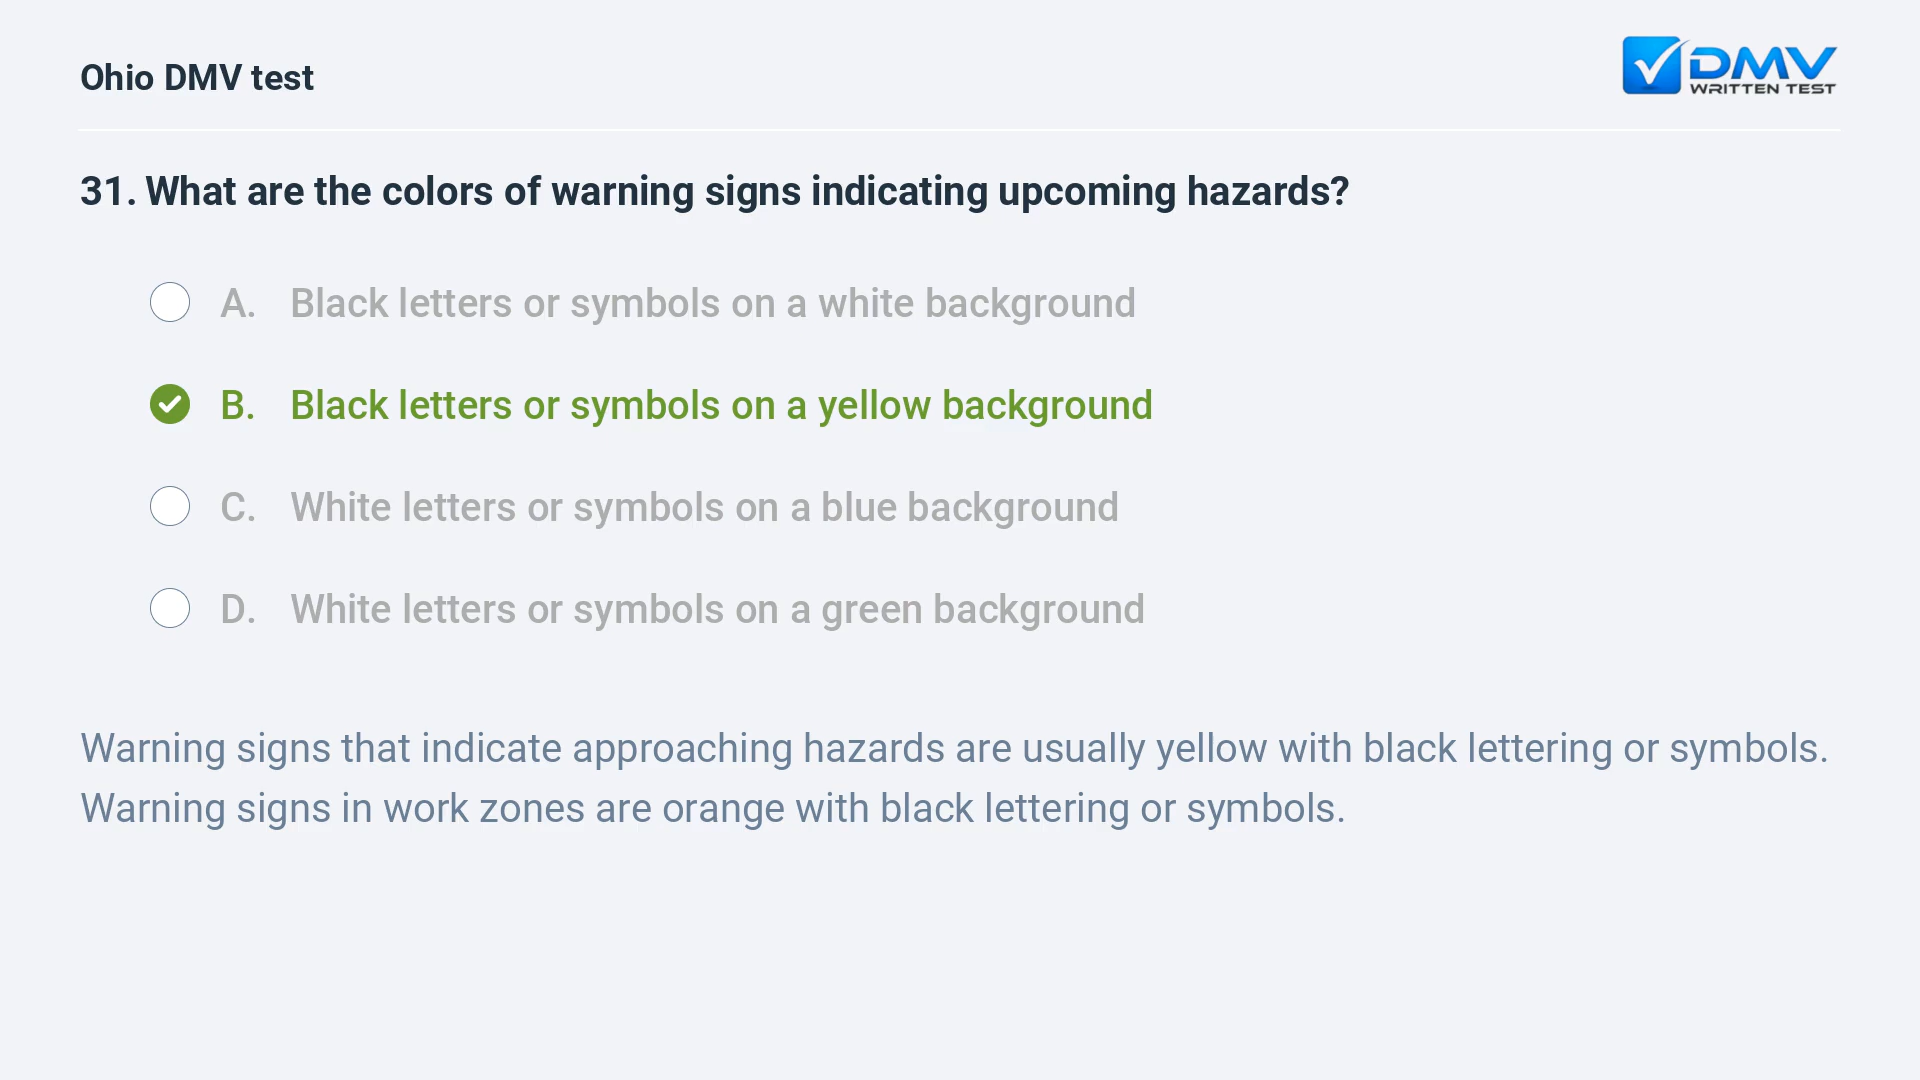 Ohio DMV test
DMV
WRITTEN TEST
31. What are the colors of warning signs indicating upcoming hazards?
A. Black letters or symbols on a white background
B. Black letters or symbols on a yellow background
C. White letters or symbols on a blue background
D. White letters or symbols on a green background
Warning signs that indicate approaching hazards are usually yellow with black lettering or symbols.
Warning signs in work zones are orange with black lettering or symbols.